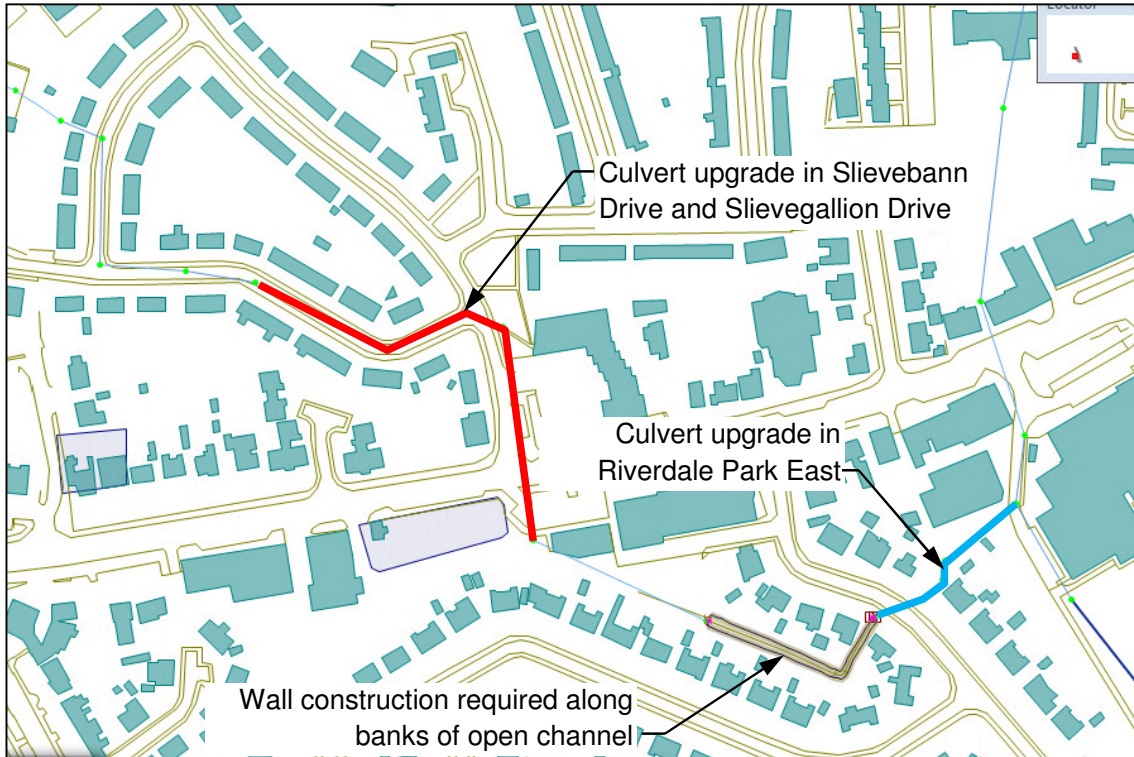 Locator
Culvert upgrade in Slievebann
Drive and Slievegallion Drive
Culvert upgrade in
Riverdale Park East
Wall construction required along
banks of open channel